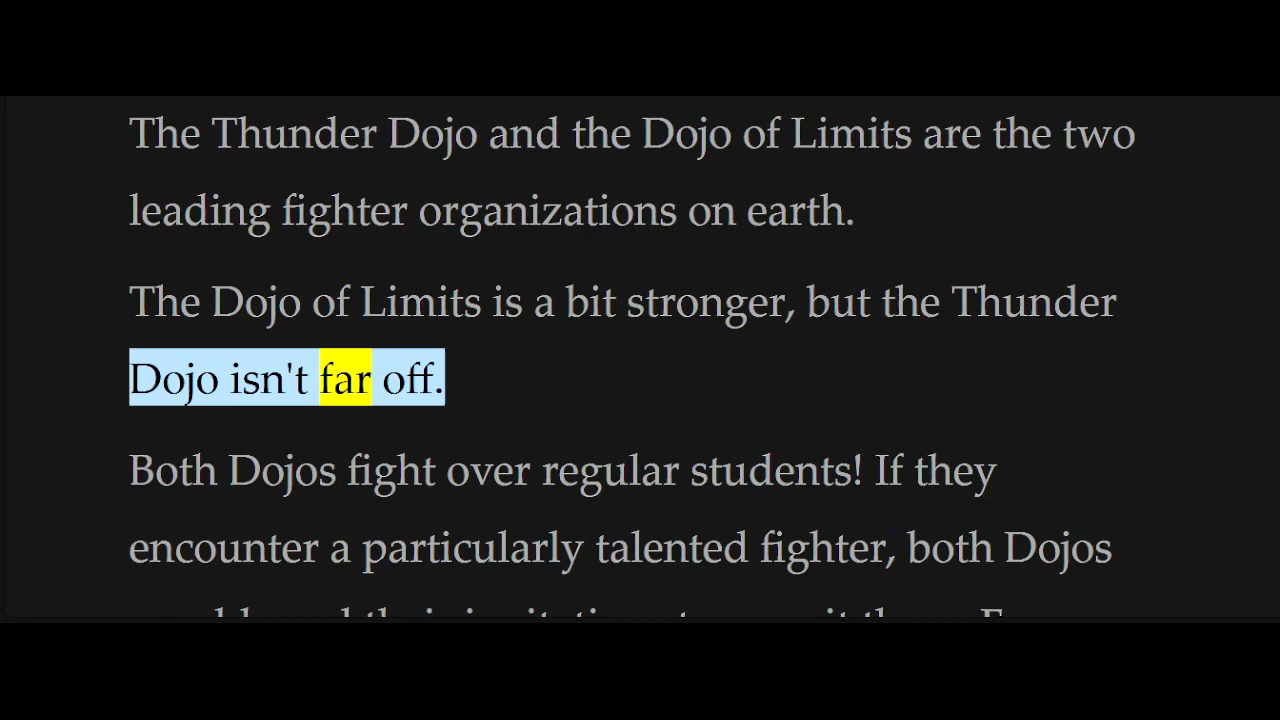 The Thunder Dojo and the Dojo of Limits are the two
leading fighter organizations on earth.
The Dojo of Limits is a bit stronger, but the Thunder
Dojo isn't far off.
Both Dojos fight over regular students! If they
encounter a particularly talented fighter, both Dojos